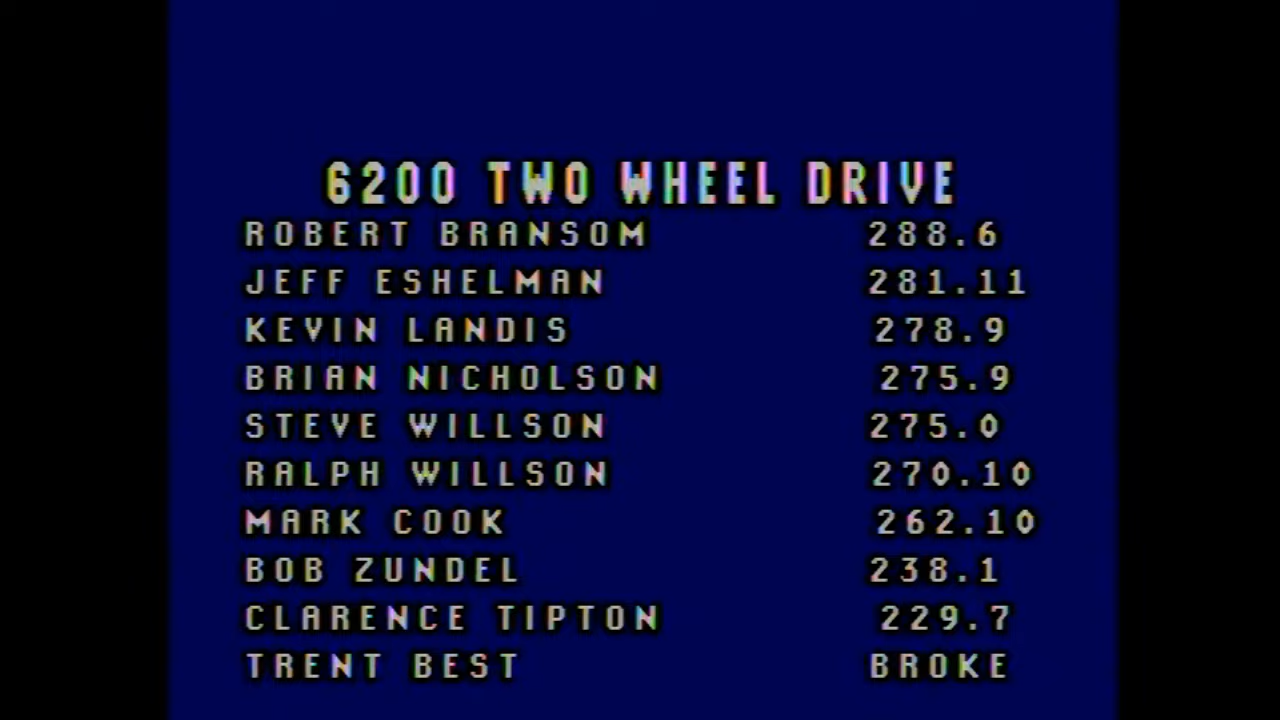 6200 TWO WHEEL DRIVE
ROBERT BRANSOM 288.6
JEFF ESHELMAN 281.11
KEVIN LANDIS 278.9
BRIAN NICHOLSON 275.9
STEVE WILLSON 275.0
RALPH WILLSON 270.10
MARK COOK 262.10
BOB ZUNDEL 238.1
CLARENCE TIPTON 229.7
TRENT BEST BROKE